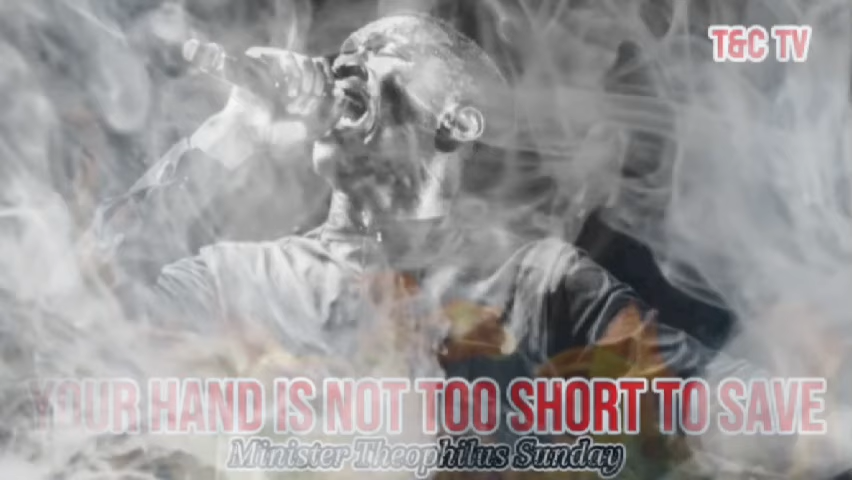 T&C TV
YOUR HAND IS NOT TOO SHORT TO SAVE
Minister Theophilus Sunday